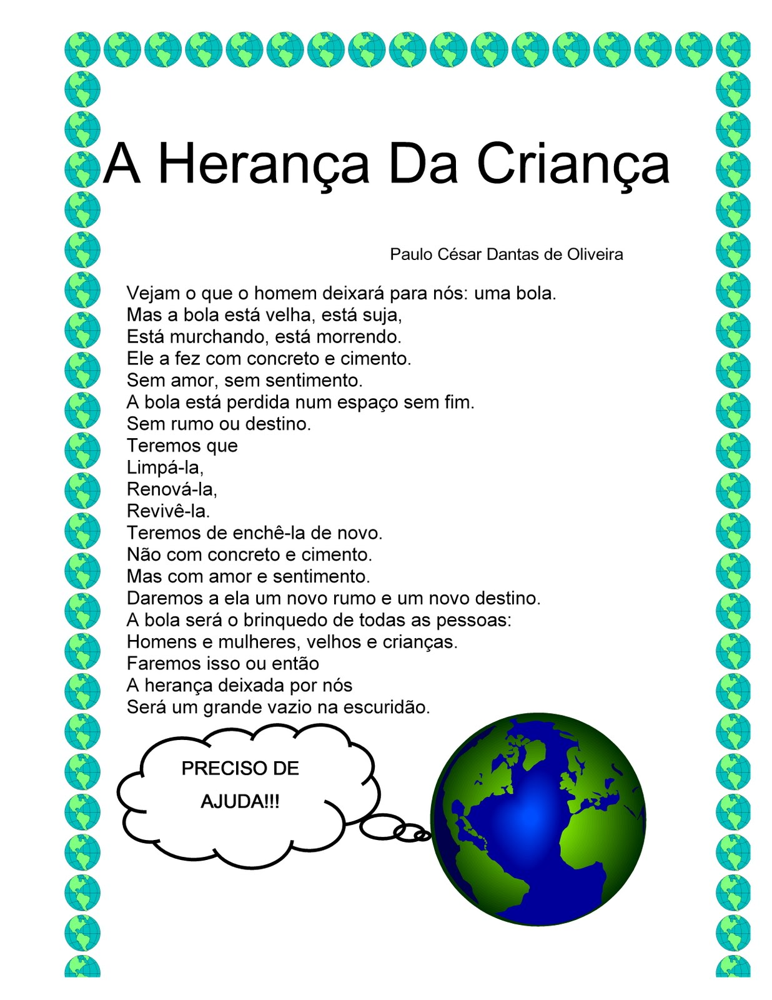 A Herança Da Criança
Paulo César Dantas de Oliveira
Vejam o que o homem deixará para nós: uma bola.
Mas a bola está velha, está suja,
Está murchando, está morrendo.
Ele a fez com concreto e cimento.
Sem amor, sem sentimento.
A bola está perdida num espaço sem fim.
Sem rumo ou destino.
Teremos que
Limpá-la,
Renová-la,
Revivê-la.
Teremos de enchê-la de novo.
Não com concreto e cimento.
Mas com amor e sentimento.
Daremos a ela um novo rumo e um novo destino.
A bola será o brinquedo de todas as pessoas:
Homens e mulheres, velhos e crianças.
Faremos isso ou então
A herança deixada por nós
Será um grande vazio na escuridão.
PRECISO DE
AJUDA!!!